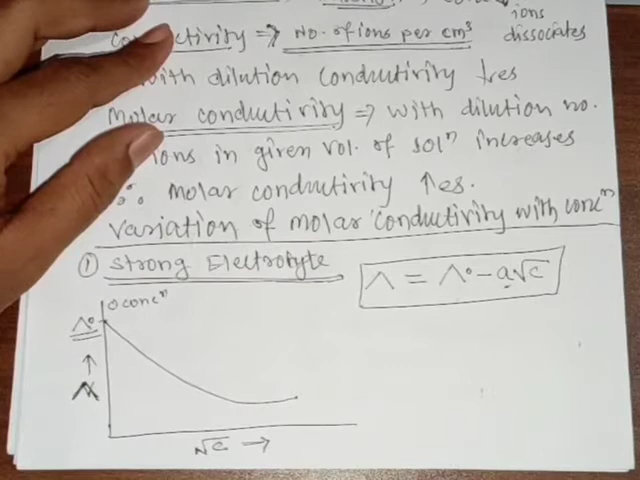 ions
conductivity ⇒ No. of ions per cm³ dissociates
with dilution conductivity ↓es
Molar conductivity ⇒ with dilution no.
ions in given vol. of solⁿ increases
∴ molar conductivity ↑es.
variation of molar conductivity with concⁿ
① Strong Electrolyte
Λ = Λ° - a√c
0 concⁿ
Λ°
↑
Λ
√c →